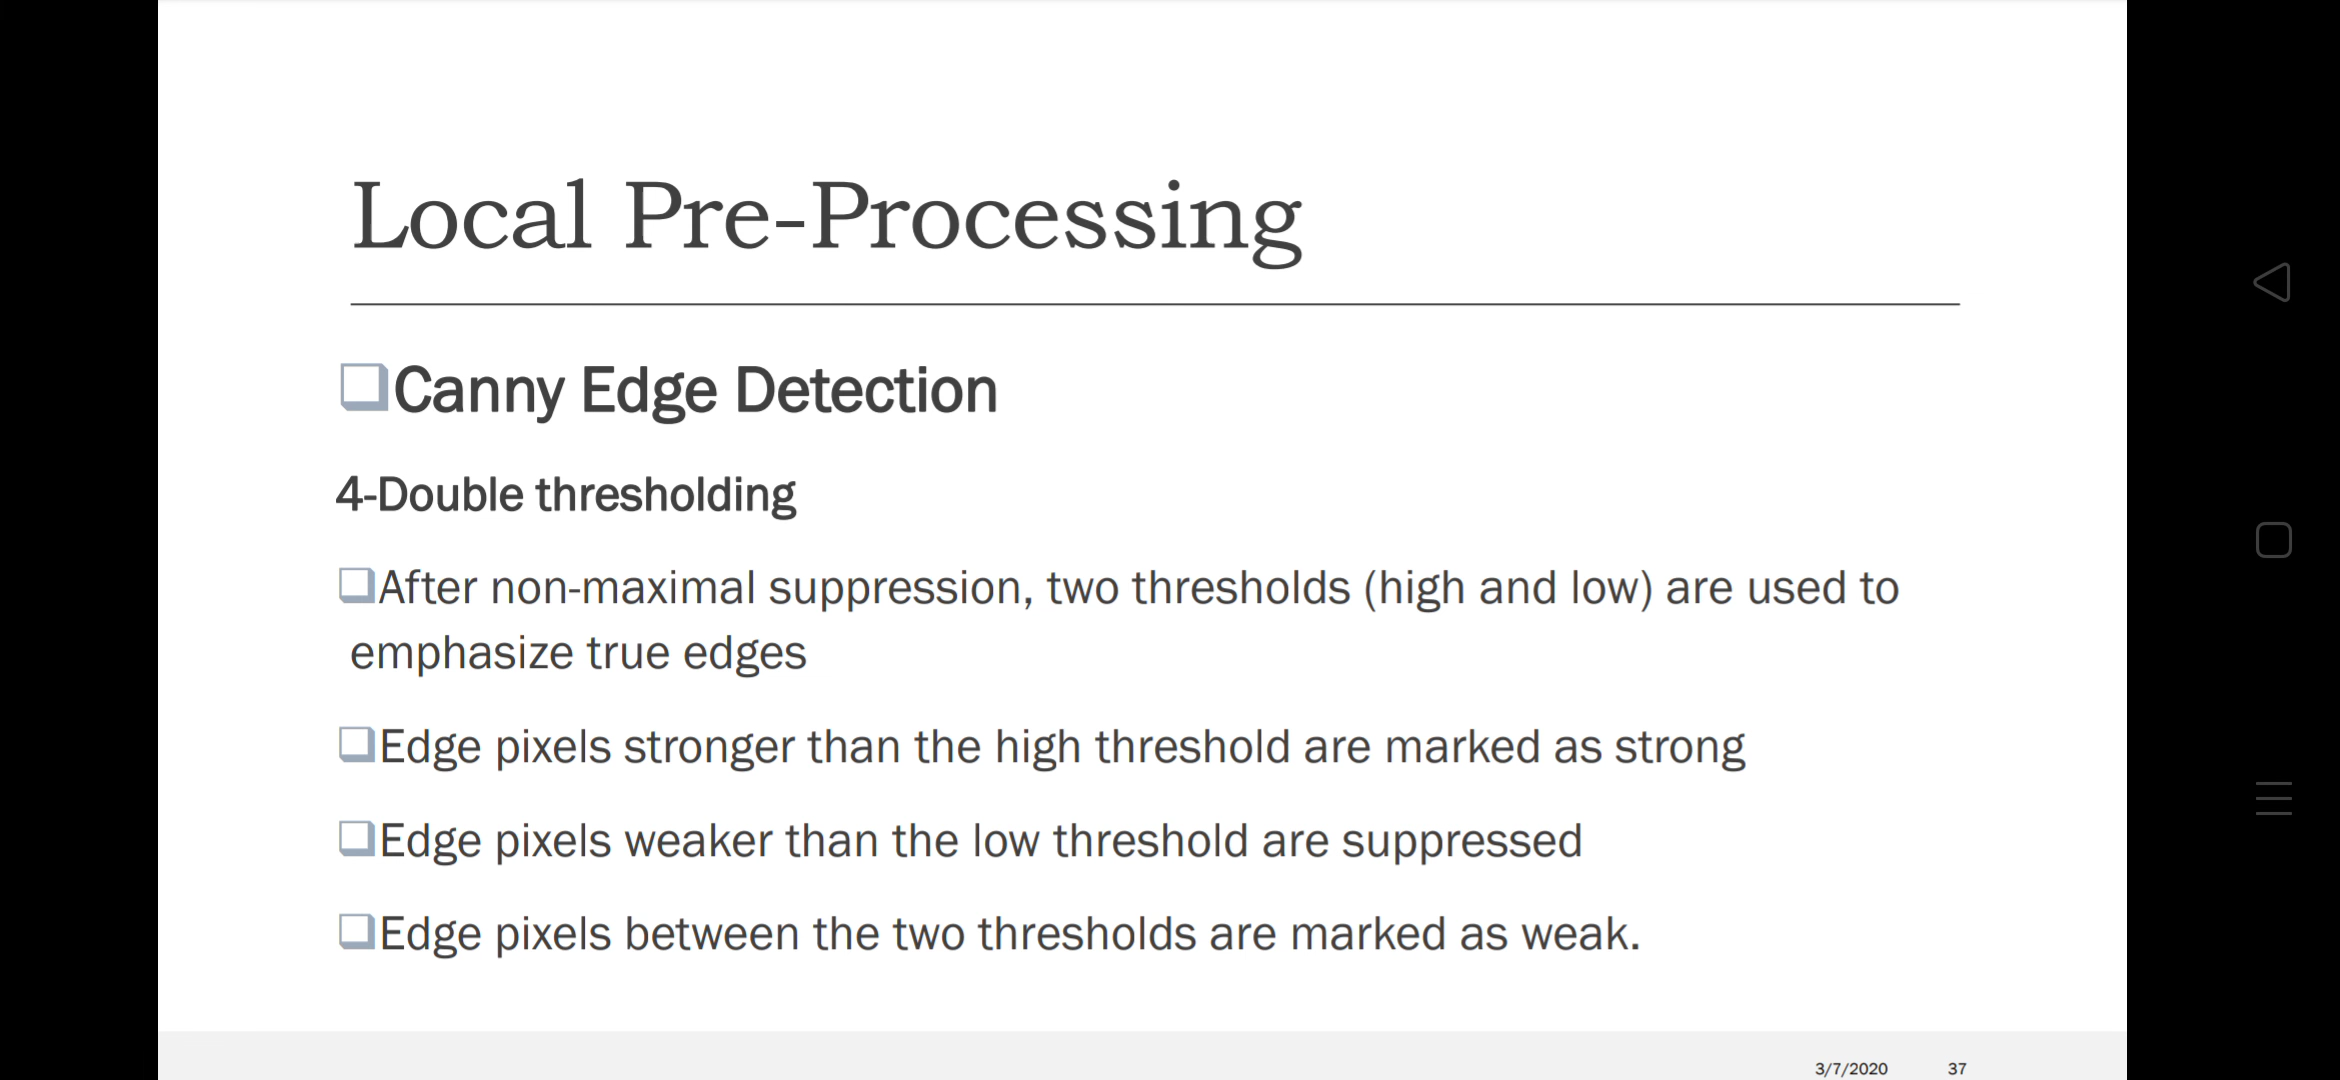 Local Pre-Processing
Canny Edge Detection
4-Double thresholding
After non-maximal suppression, two thresholds (high and low) are used to
emphasize true edges
Edge pixels stronger than the high threshold are marked as strong
Edge pixels weaker than the low threshold are suppressed
Edge pixels between the two thresholds are marked as weak.
3/7/2020 37